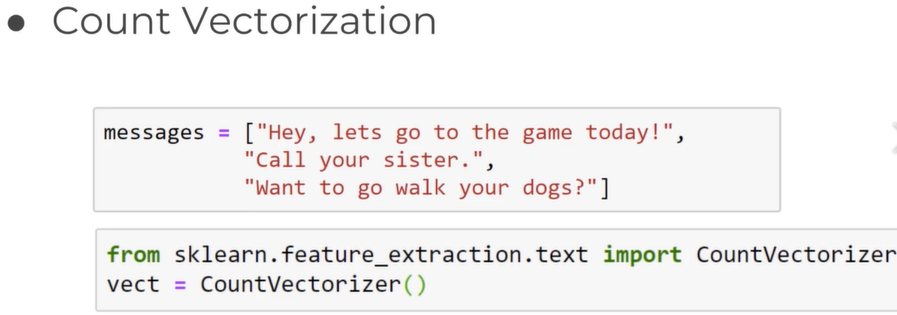 ● Count Vectorization
messages = ["Hey, lets go to the game today!",
"Call your sister.",
"Want to go walk your dogs?"]
from sklearn.feature_extraction.text import CountVectorizer
vect = CountVectorizer()